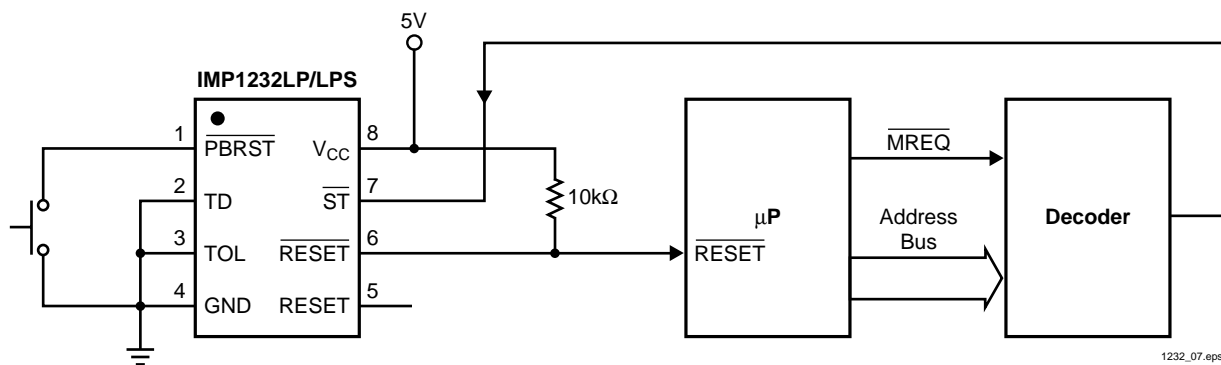 5V
IMP1232LP/LPS
1 PBRST VCC 8
2 TD ST 7
3 TOL RESET 6
4 GND RESET 5
10kΩ
μP
RESET
MREQ
Address
Bus
Decoder
1232_07.eps